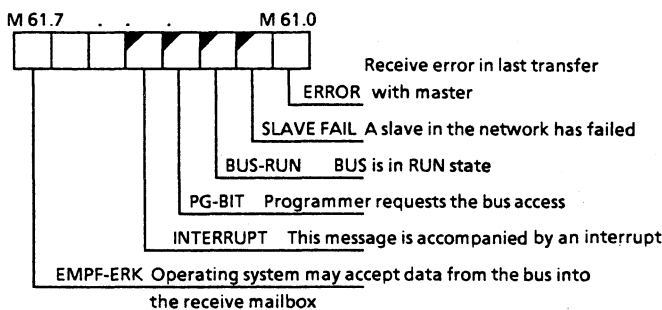 M 61.7 . . . M 61.0
Receive error in last transfer
ERROR with master
SLAVE FAIL A slave in the network has failed
BUS-RUN BUS is in RUN state
PG-BIT Programmer requests the bus access
INTERRUPT This message is accompanied by an interrupt
EMPF-ERK Operating system may accept data from the bus into
the receive mailbox